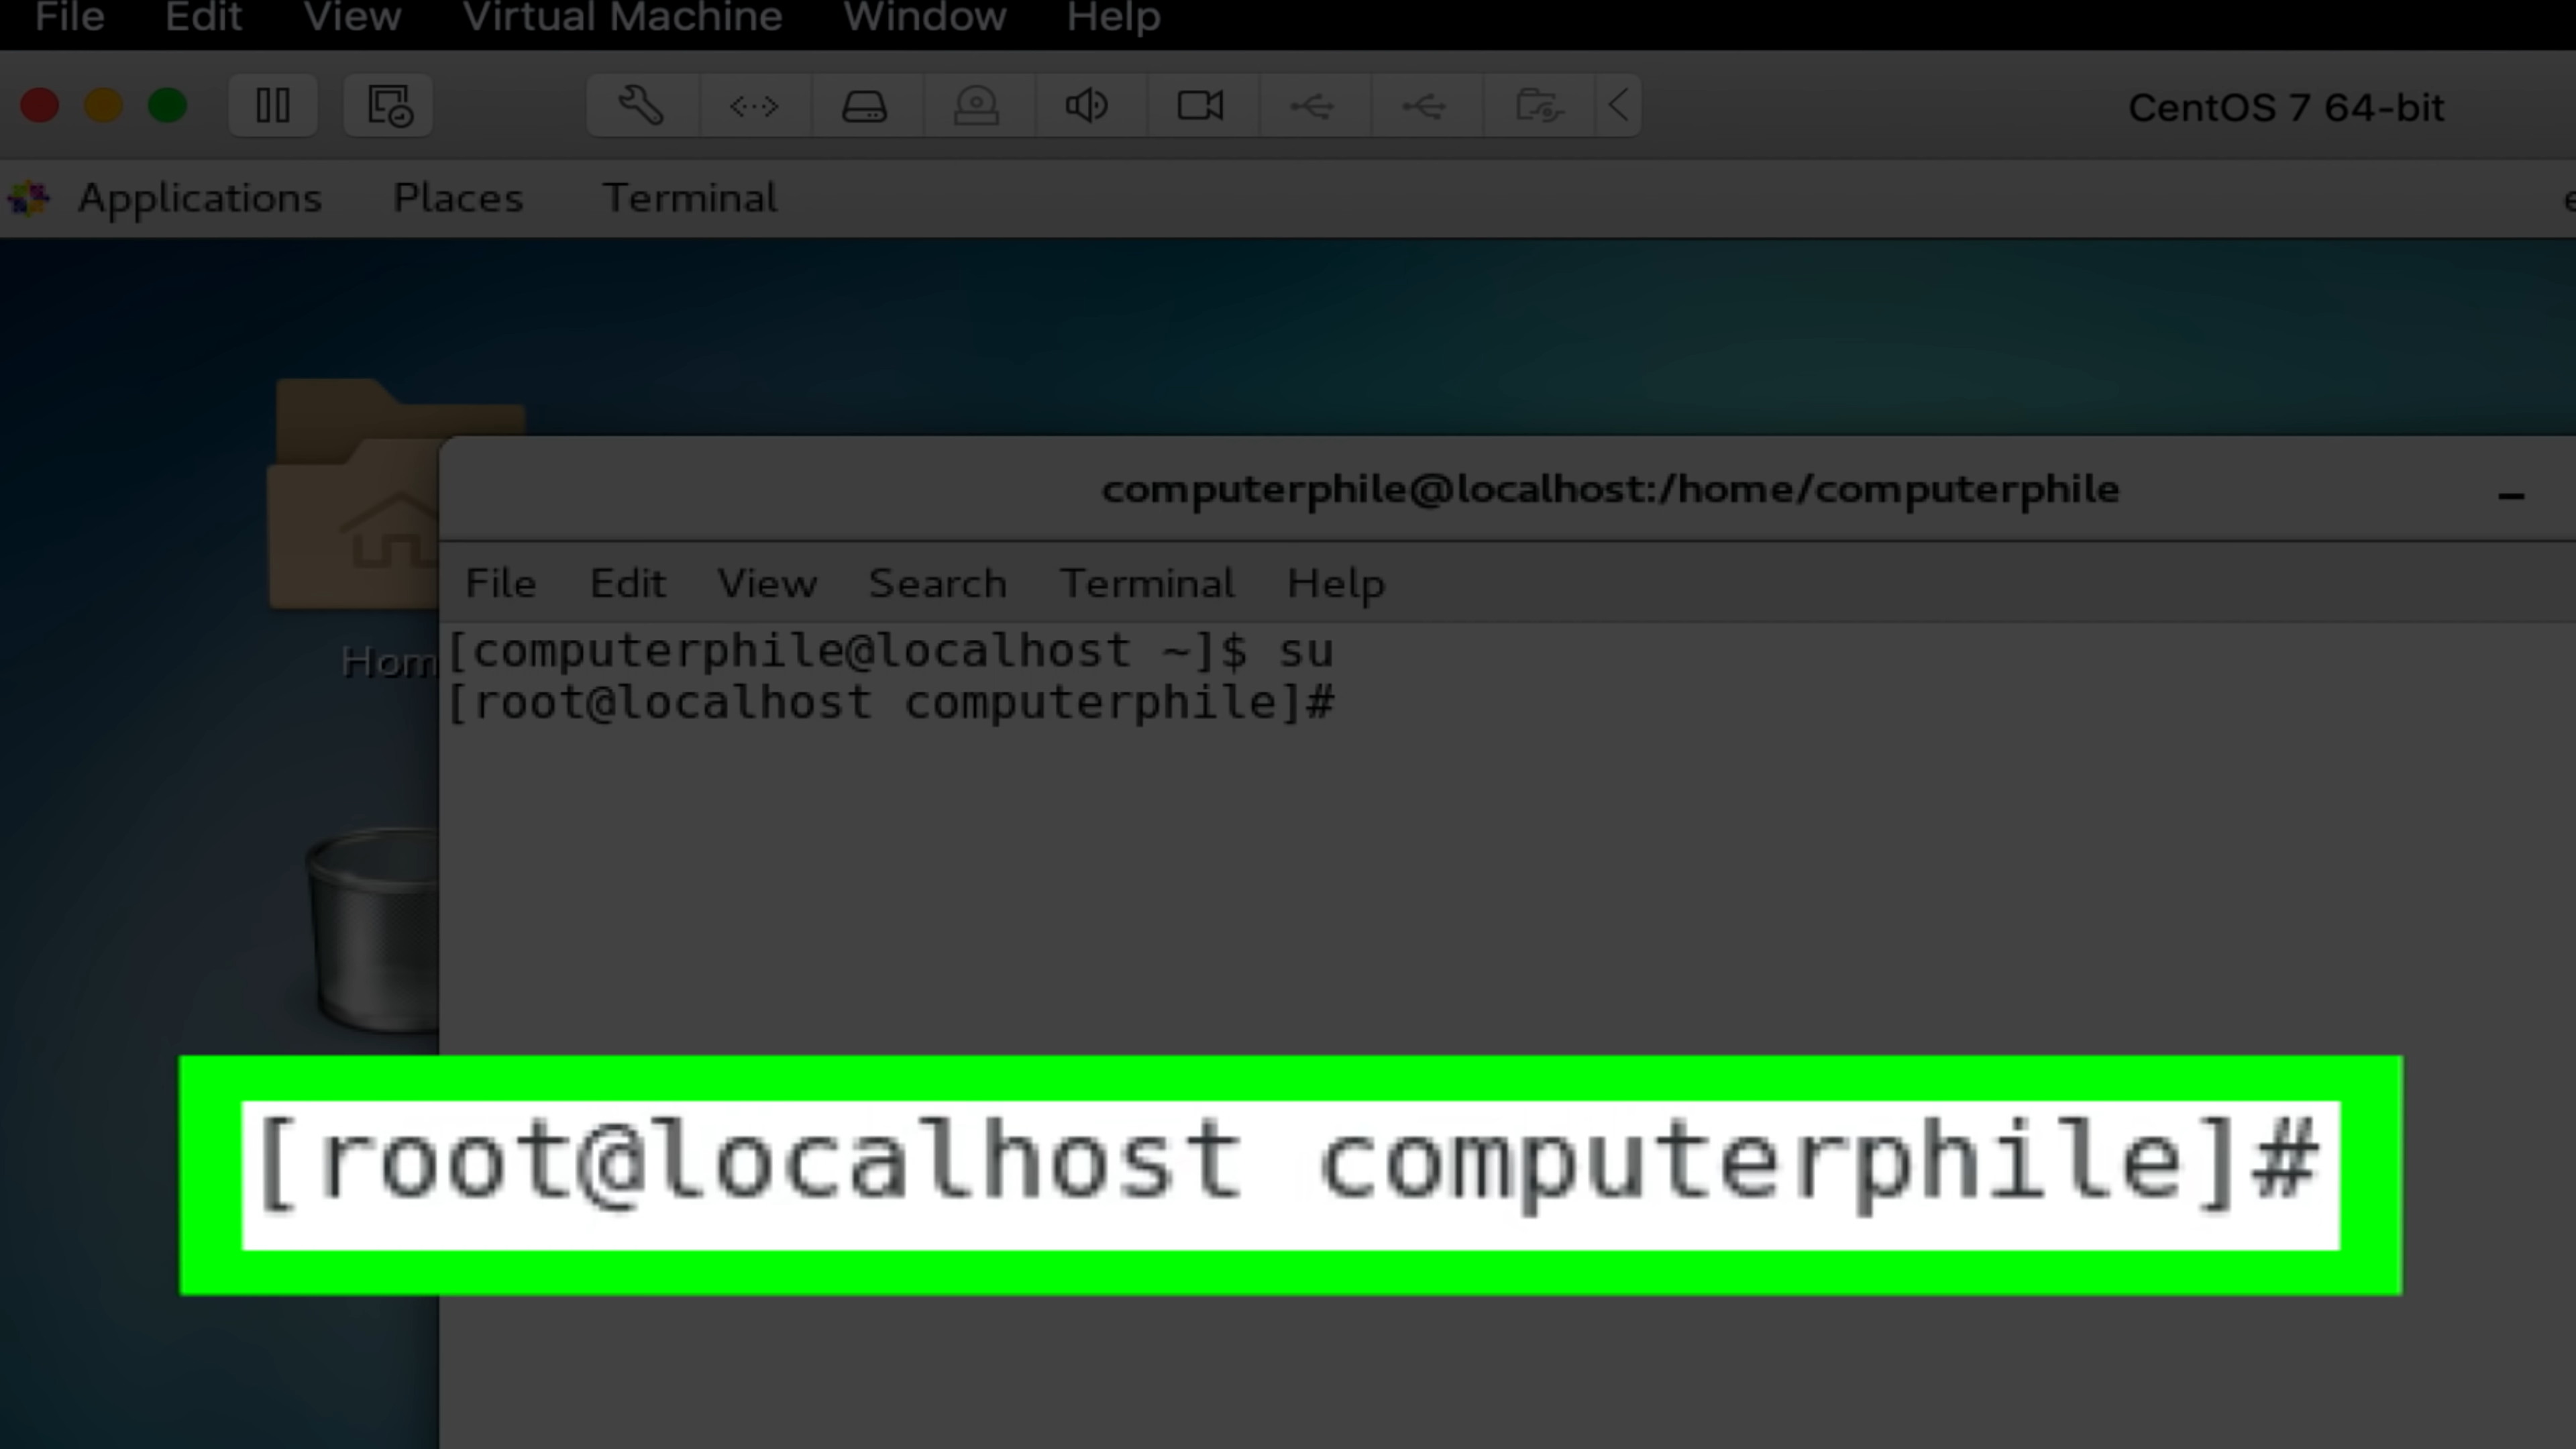 File Edit View Virtual Machine Window Help
CentOS 7 64-bit
Applications Places Terminal
computerphile@localhost:/home/computerphile
File Edit View Search Terminal Help
[computerphile@localhost ~]$ su
[root@localhost computerphile]#
Hom
[root@localhost computerphile]#